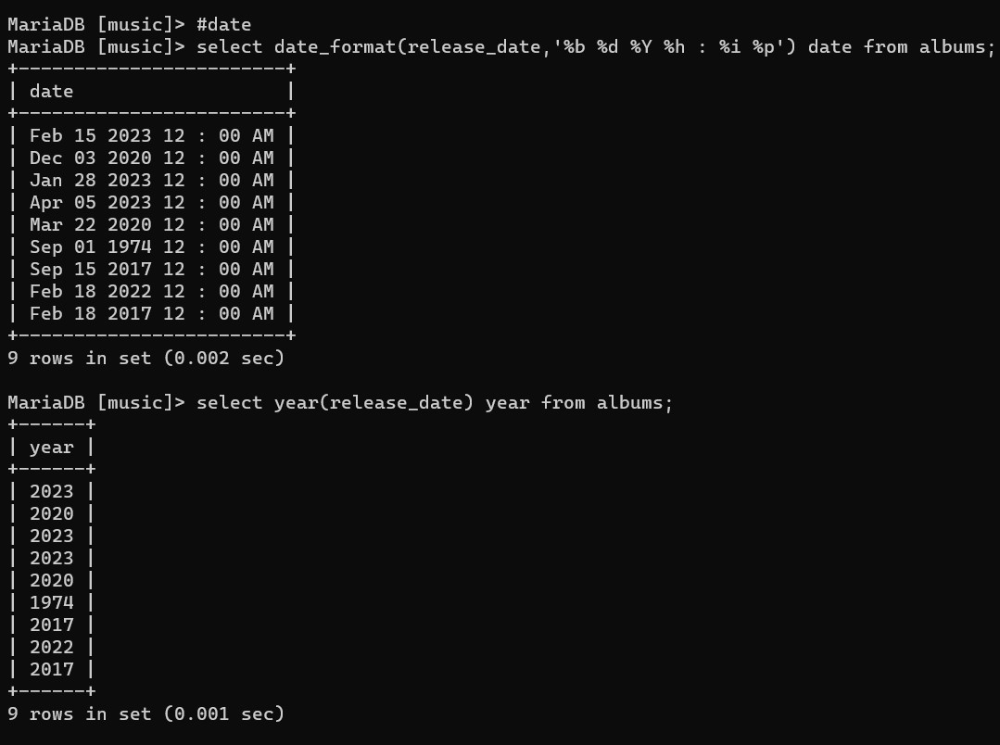 MariaDB [music]> #date
MariaDB [music]> select date_format(release_date,'%b %d %Y %h : %i %p') date from albums;
+------------------------+
| date                   |
+------------------------+
| Feb 15 2023 12 : 00 AM |
| Dec 03 2020 12 : 00 AM |
| Jan 28 2023 12 : 00 AM |
| Apr 05 2023 12 : 00 AM |
| Mar 22 2020 12 : 00 AM |
| Sep 01 1974 12 : 00 AM |
| Sep 15 2017 12 : 00 AM |
| Feb 18 2022 12 : 00 AM |
| Feb 18 2017 12 : 00 AM |
+------------------------+
9 rows in set (0.002 sec)

MariaDB [music]> select year(release_date) year from albums;
+------+
| year |
+------+
| 2023 |
| 2020 |
| 2023 |
| 2023 |
| 2020 |
| 1974 |
| 2017 |
| 2022 |
| 2017 |
+------+
9 rows in set (0.001 sec)